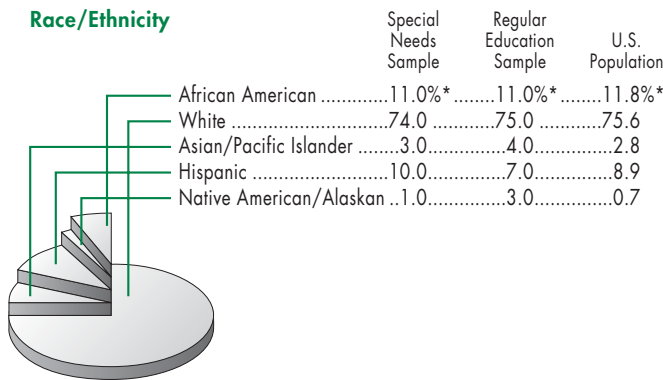 Race/Ethnicity
Special Needs Sample
Regular Education Sample
U.S. Population
African American .............11.0%* ........11.0%* ........11.8%*
White ..............................74.0 ............75.0 ............75.6
Asian/Pacific Islander ........3.0...............4.0...............2.8
Hispanic ..........................10.0..............7.0...............8.9
Native American/Alaskan ..1.0...............3.0...............0.7